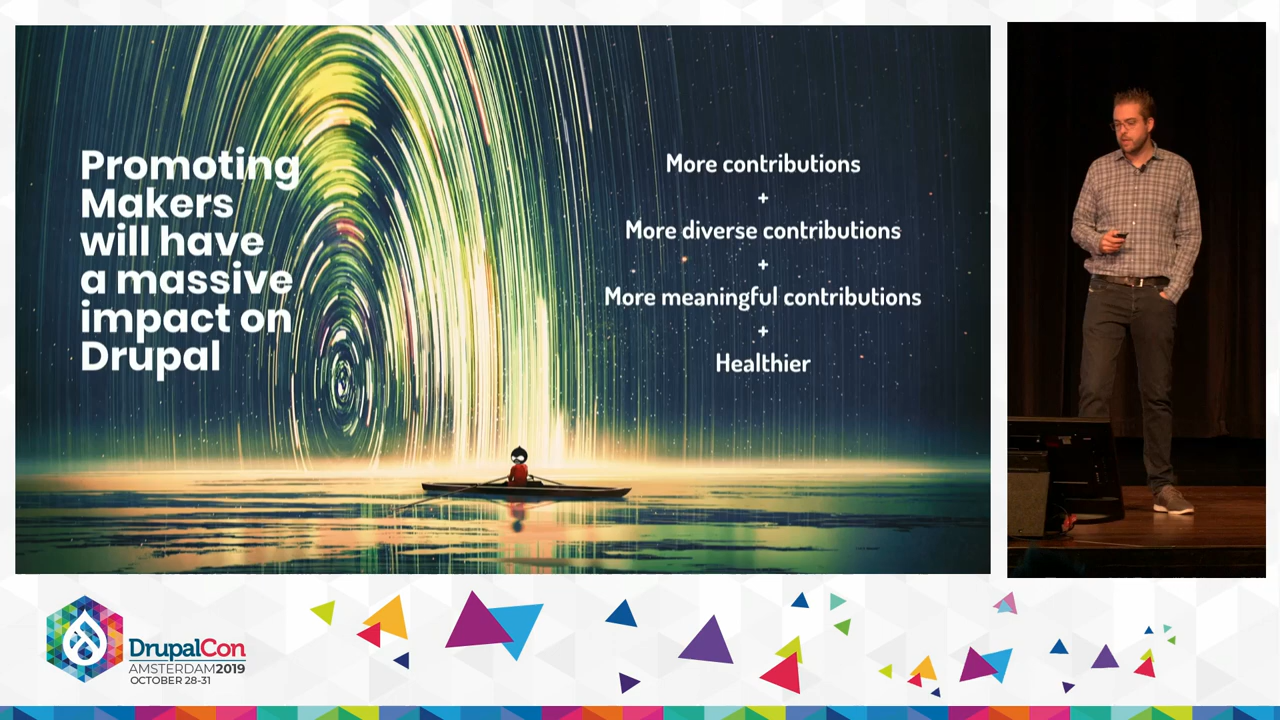 Promoting
Makers
will have
a massive
impact on
Drupal
More contributions
+
More diverse contributions
+
More meaningful contributions
+
Healthier
DrupalCon
AMSTERDAM2019
OCTOBER 28-31